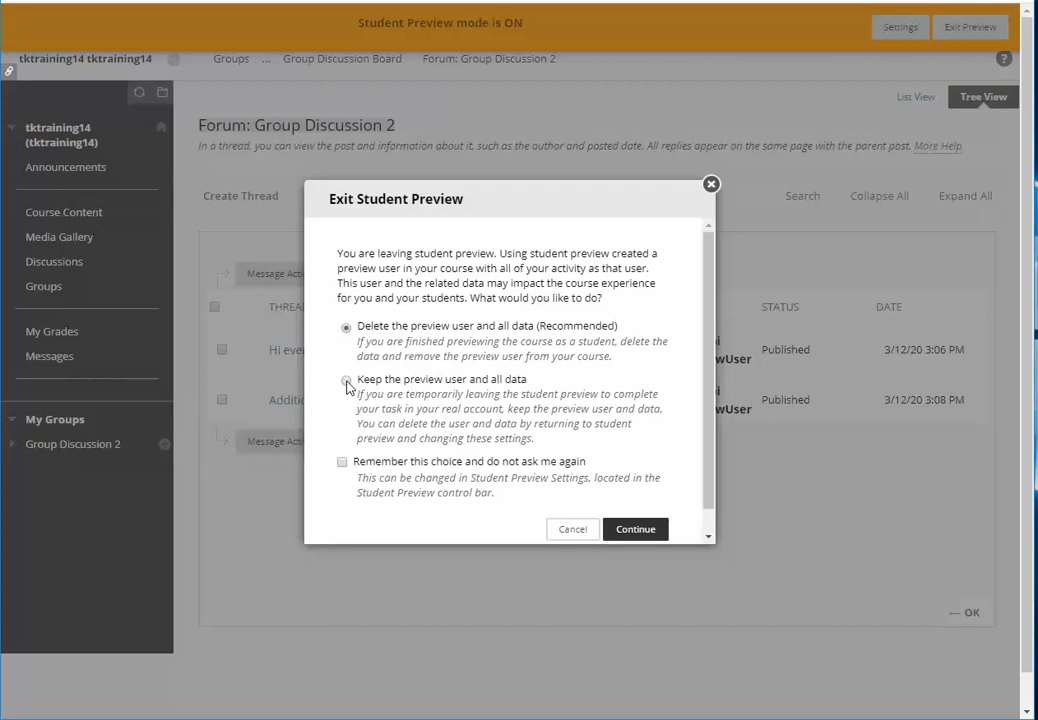 Student Preview mode is ON
Settings
Exit Preview
tktraining14 tktraining14
Groups ... Group Discussion Board Forum: Group Discussion 2
?
List View
Tree View
tktraining14
(tktraining14)
Announcements
Course Content
Media Gallery
Discussions
Groups
My Grades
Messages
My Groups
Group Discussion 2
Forum: Group Discussion 2
In a thread, you can view the post and information about it, such as the author and posted date. All replies appear on the same page with the parent post. More Help
Create Thread
Search
Collapse All
Expand All
Message
STATUS
DATE
Hi
Published
3/12/20 3:06 PM
Published
3/12/20 3:08 PM
Message
OK
Exit Student Preview
You are leaving student preview. Using student preview created a
preview user in your course with all of your activity as that user.
This user and the related data may impact the course experience
for you and your students. What would you like to do?
Delete the preview user and all data (Recommended)
If you are finished previewing the course as a student, delete the
data and remove the preview user from your course.
Keep the preview user and all data
If you are temporarily leaving the student preview to complete
your task in your real account, keep the preview user and data.
You can delete the user and data by returning to student
preview and changing these settings.
Remember this choice and do not ask me again
This can be changed in Student Preview Settings, located in the
Student Preview control bar.
Cancel
Continue